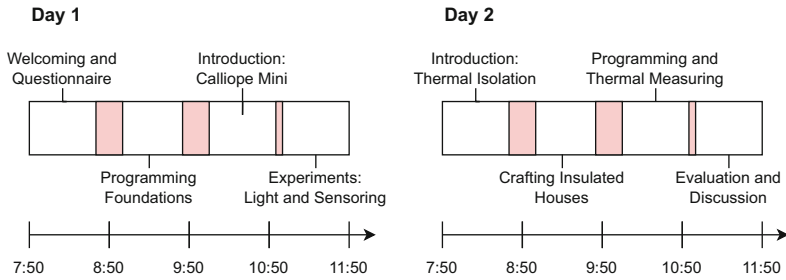 Day 1
Welcoming and
Questionnaire
Introduction:
Calliope Mini
Programming
Foundations
Experiments:
Light and Sensoring
7:50
8:50
9:50
10:50
11:50
Day 2
Introduction:
Thermal Isolation
Programming and
Thermal Measuring
Crafting Insulated
Houses
Evaluation and
Discussion
7:50
8:50
9:50
10:50
11:50